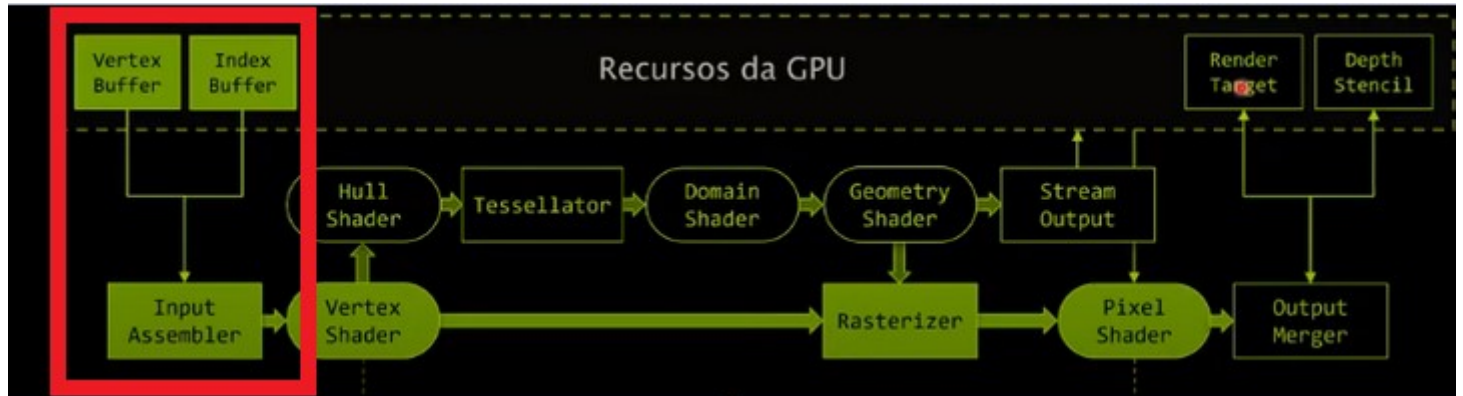 Vertex
Buffer
Index
Buffer
Recursos da GPU
Render
Target
Depth
Stencil
Hull
Shader
Tessellator
Domain
Shader
Geometry
Shader
Stream
Output
Input
Assembler
Vertex
Shader
Rasterizer
Pixel
Shader
Output
Merger